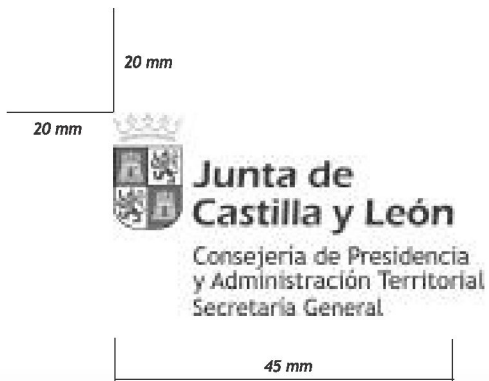 20 mm
20 mm
Junta de
Castilla y León
Consejería de Presidencia
y Administración Territorial
Secretaría General
45 mm